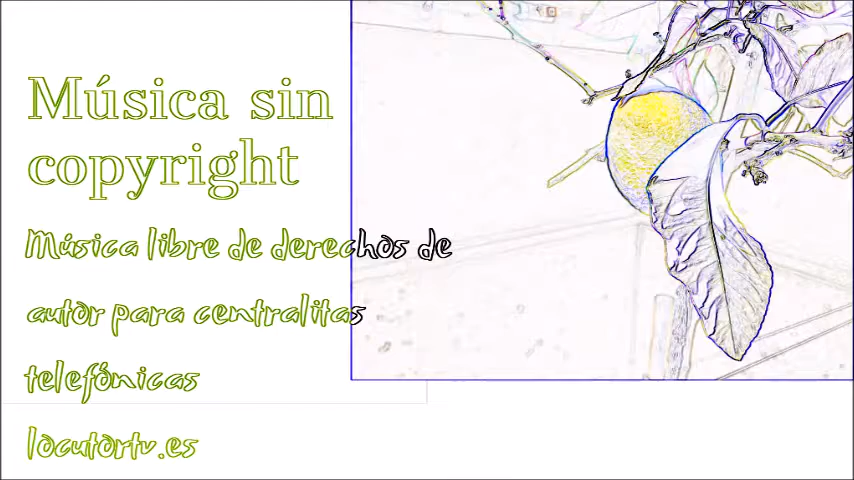 Música sin
copyright
Música libre de derechos de
autor para centralitas
telefónicas
locutortv.es